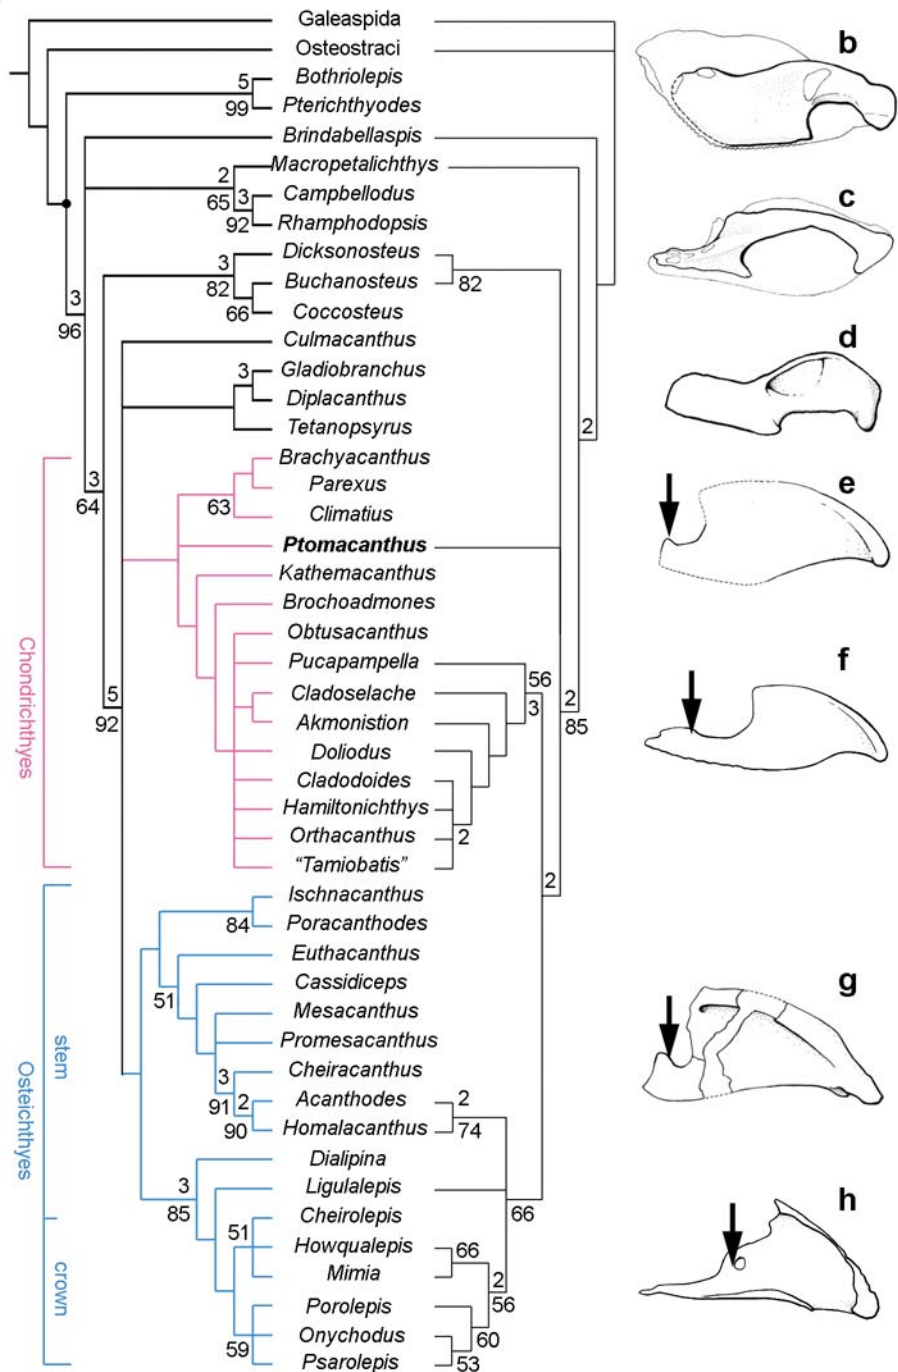 Galeaspida
b
Osteostraci
5
Bothriolepis
99
Pterichthyodes
Brindabellaspis
2
Macropetalichthys
65
3
Campbellodus
c
92
Rhamphodopsis
3
Dicksonosteus
82
Buchanosteus
82
3
66
Coccosteus
96
Culmacanthus
d
3
Gladiobranchus
Diplacanthus
Tetanopsyrus
2
Brachyacanthus
3
Parexus
e
64
63
Climatius
Ptomacanthus
Kathemacanthus
Brochoadmones
Obtusacanthus
Chondrichthyes
Pucapampella
56
f
5
Cladoselache
3
2
92
Akmonistion
85
Doliodus
Cladodoides
Hamiltonichthys
Orthacanthus
2
“Tamiobatis”
2
Ischnacanthus
84
Poracanthodes
Euthacanthus
51
Cassidiceps
g
Mesacanthus
stem
Promesacanthus
Osteichthyes
3
Cheiracanthus
91
2
Acanthodes
2
90
Homalacanthus
74
Dialipina
3
Ligulalepis
85
66
h
Cheirolepis
51
Howqualepis
66
crown
Mimia
2
Porolepis
56
Onychodus
60
59
Psarolepis
53